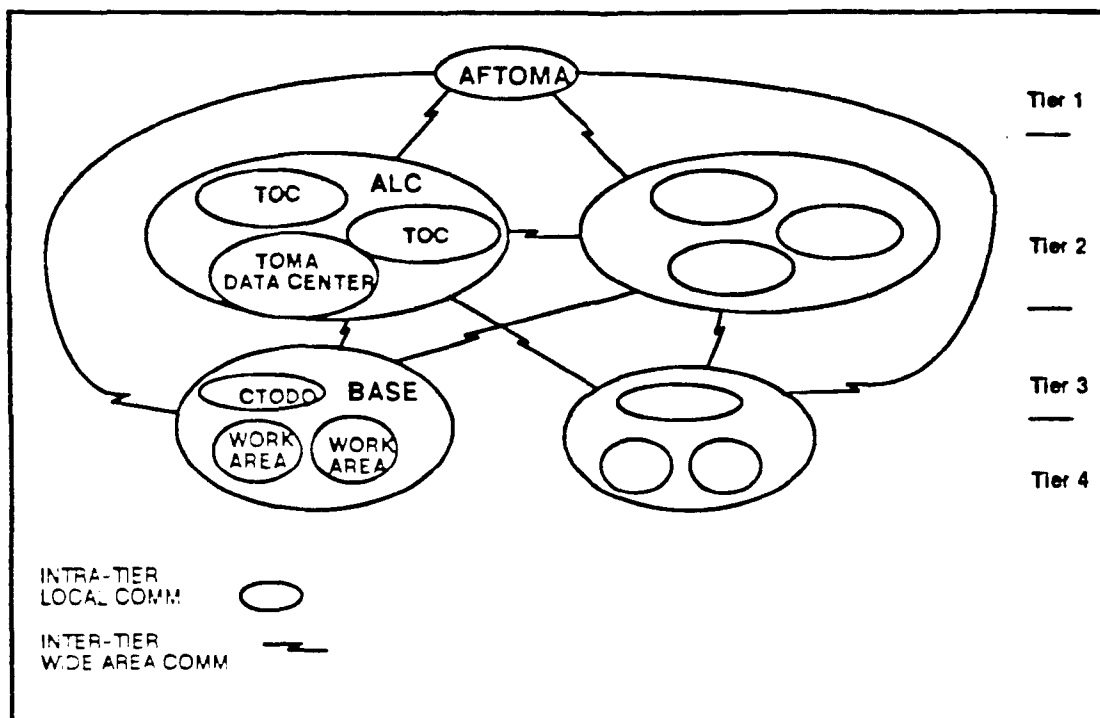 AFTOMA
Tier 1
TOC
ALC
TOC
TOMA
DATA CENTER
Tier 2
CTODO
BASE
WORK
AREA
WORK
AREA
Tier 3
Tier 4
INTRA-TIER
LOCAL COMM
INTER-TIER
WIDE AREA COMM